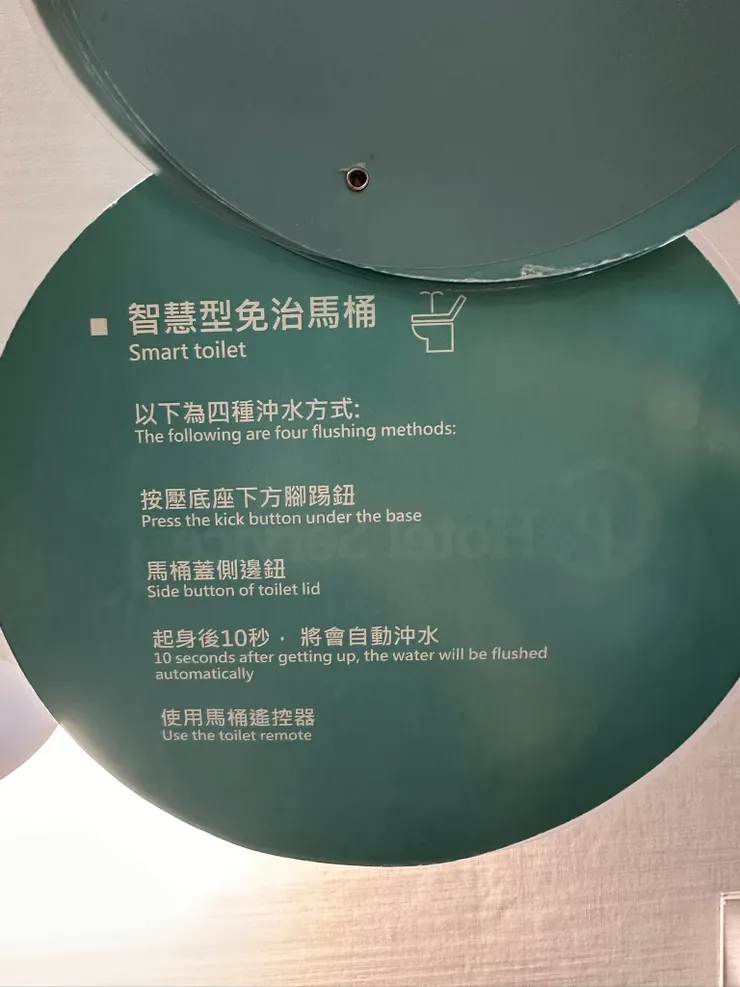 智慧型免治馬桶
Smart toilet
以下為四種沖水方式:
The following are four flushing methods:
按壓底座下方腳踢鈕
Press the kick button under the base
馬桶蓋側邊鈕
Side button of toilet lid
起身後10秒， 將會自動沖水
10 seconds after getting up, the water will be flushed
automatically
使用馬桶遙控器
Use the toilet remote